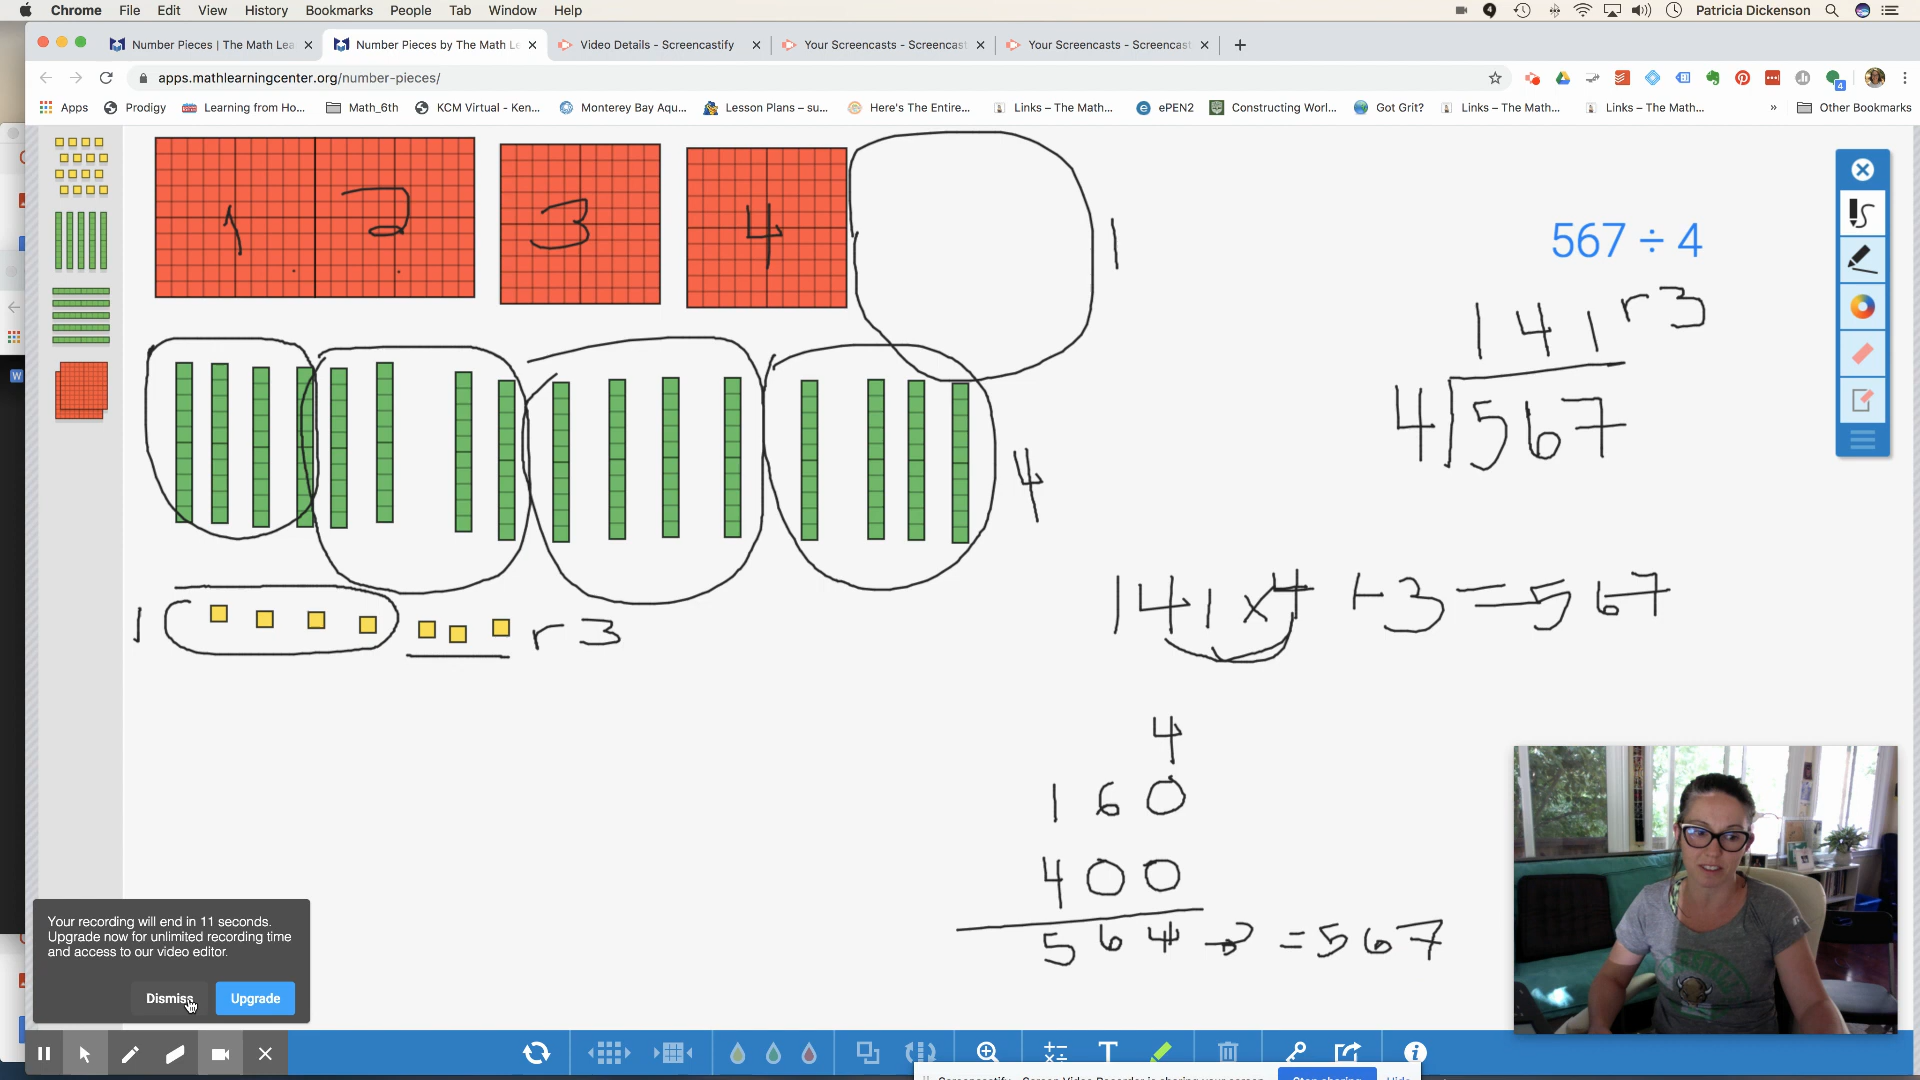 Chrome File Edit View History Bookmarks People Tab Window Help Patricia Dickenson
Number Pieces | The Math Lea Number Pieces by The Math Le Video Details - Screencastify Your Screencasts - Screencast Your Screencasts - Screencast
apps.mathlearningcenter.org/number-pieces/
Apps Prodigy Learning from Ho... Math_6th KCM Virtual - Ken... Monterey Bay Aqu... Lesson Plans – su... Here's The Entire... Links – The Math... ePEN2 Constructing Worl... Got Grit? Links – The Math... Links – The Math... » Other Bookmarks
1 2 3 4 1
567 ÷ 4
141 r3
4 567
4
141 x 4 + 3 = 567
1 r 3
4
160
400
564 → = 567
Your recording will end in 11 seconds.
Upgrade now for unlimited recording time
and access to our video editor.
Dismiss Upgrade
T